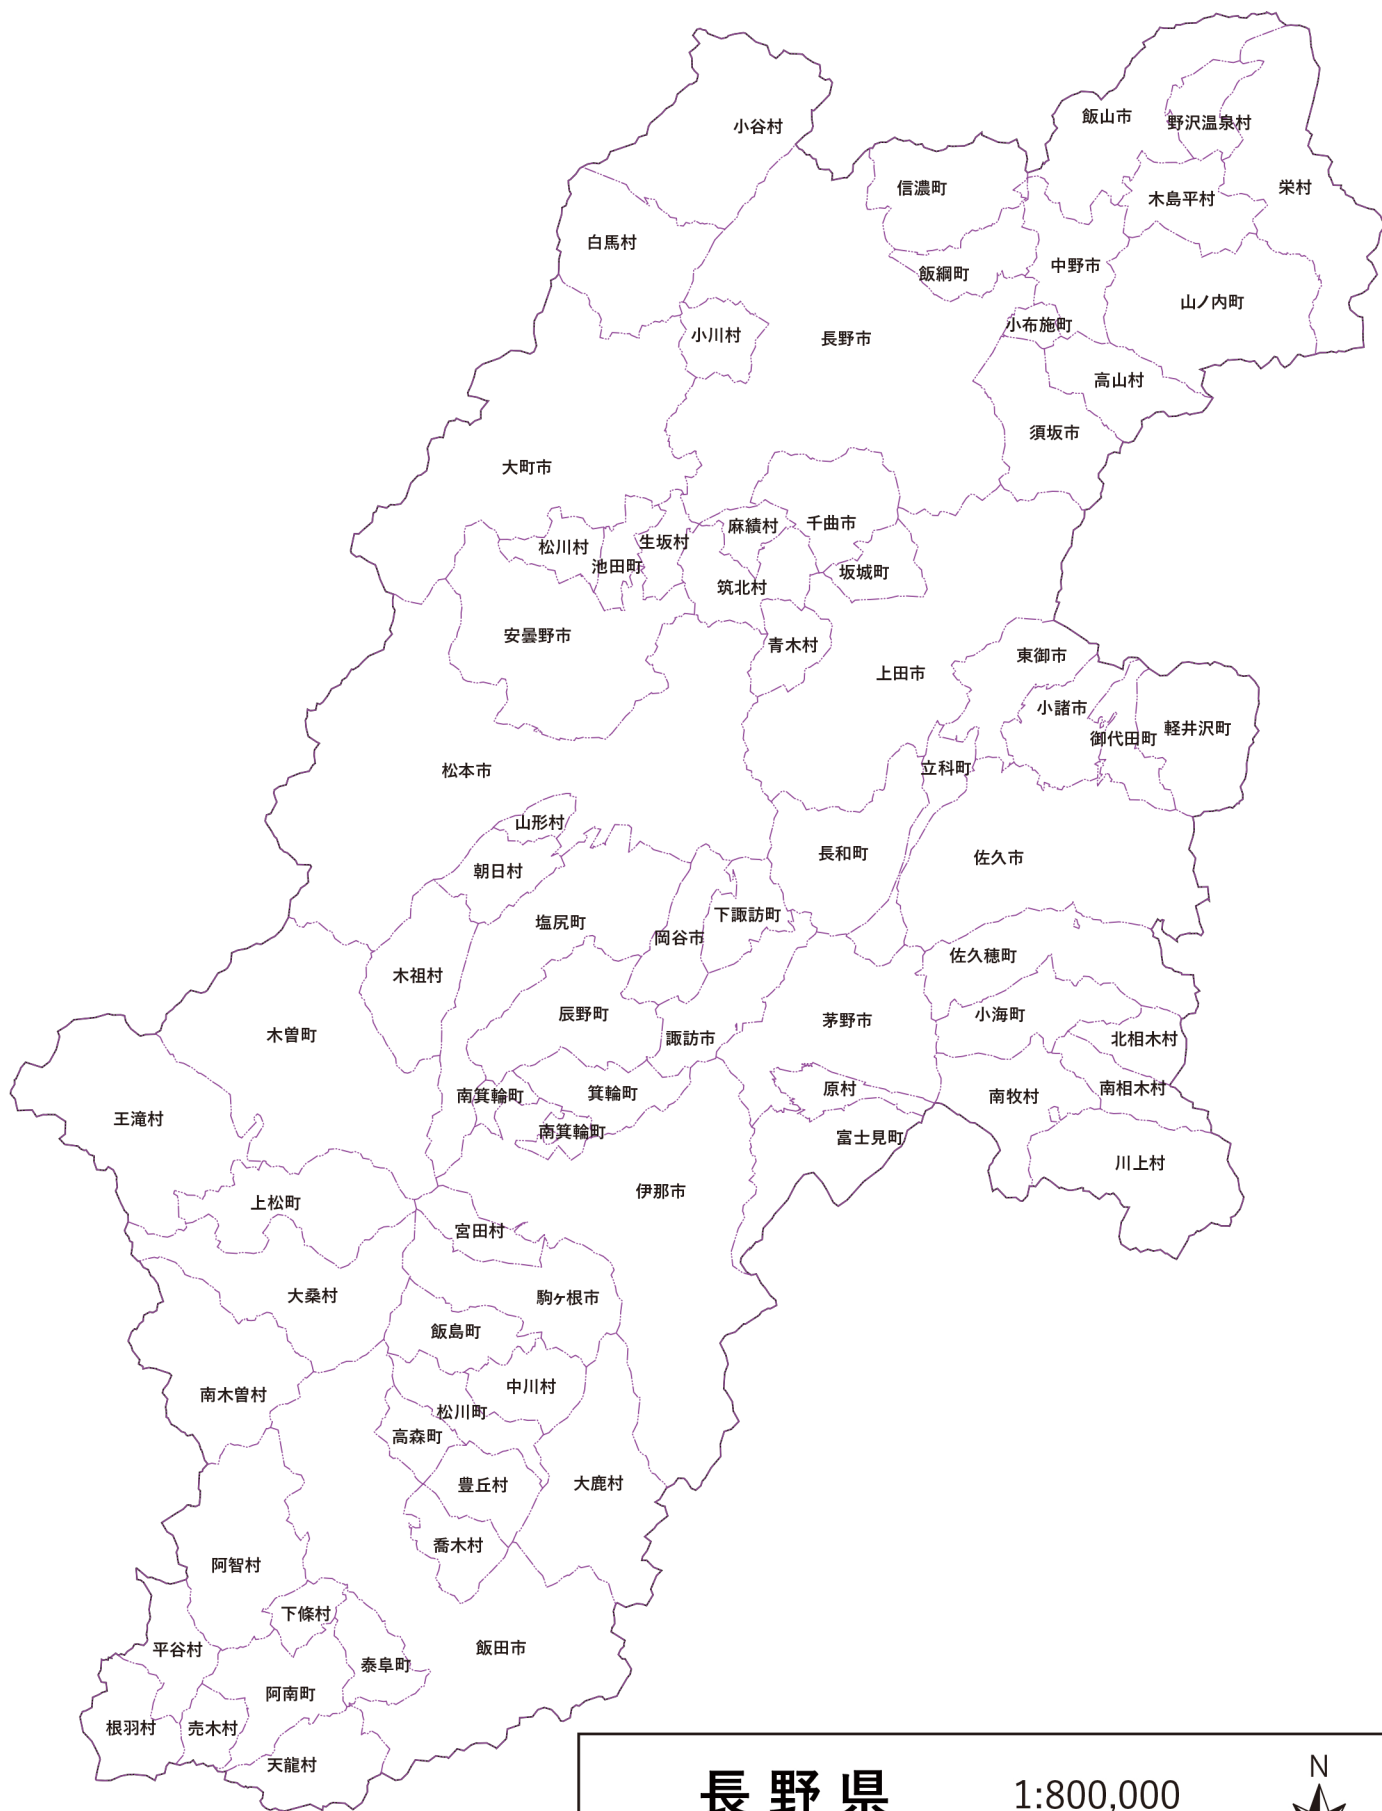 小谷村
飯山市
野沢温泉村
信濃町
栄村
木島平村
白馬村
飯綱町
中野市
山ノ内町
小川村
長野市
小布施町
高山村
須坂市
大町市
麻績村
千曲市
松川村
池田町
生坂村
筑北村
坂城町
安曇野市
青木村
上田市
東御市
小諸市
御代田町
軽井沢町
立科町
松本市
山形村
朝日村
長和町
佐久市
塩尻町
岡谷市
下諏訪町
佐久穂町
木祖村
辰野町
諏訪市
茅野市
小海町
北相木村
木曽町
南箕輪町
箕輪町
原村
南牧村
南相木村
王滝村
南箕輪町
富士見町
川上村
上松町
伊那市
宮田村
大桑村
駒ヶ根市
飯島町
南木曽村
中川村
松川町
高森町
豊丘村
大鹿村
喬木村
阿智村
下條村
平谷村
泰阜町
飯田市
阿南町
根羽村
売木村
天龍村
長野県
1:800,000
N